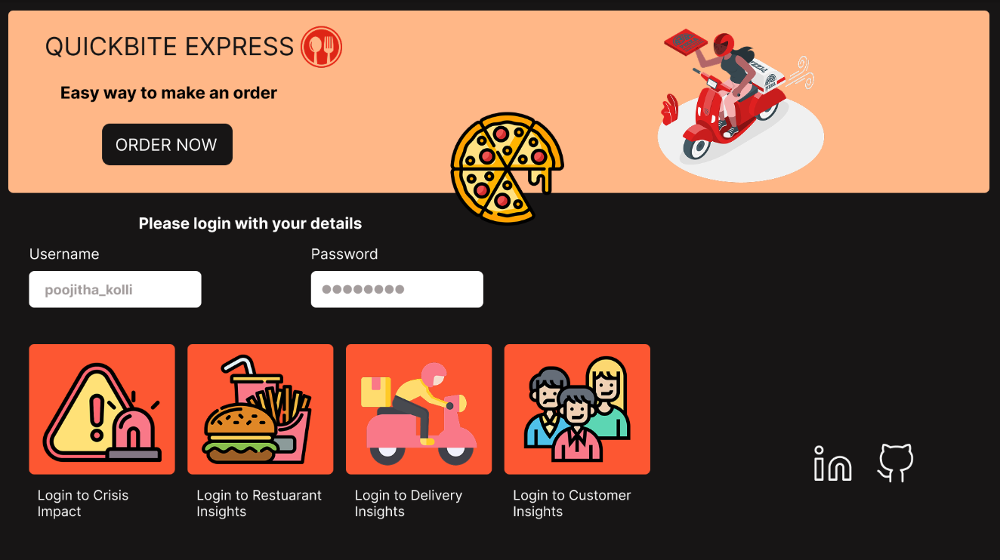 QUICKBITE EXPRESS
Easy way to make an order
ORDER NOW
Please login with your details
Username
Password
poojitha_kolli
●●●●●●●●
Login to Crisis
Impact
Login to Restuarant
Insights
Login to Delivery
Insights
Login to Customer
Insights
in